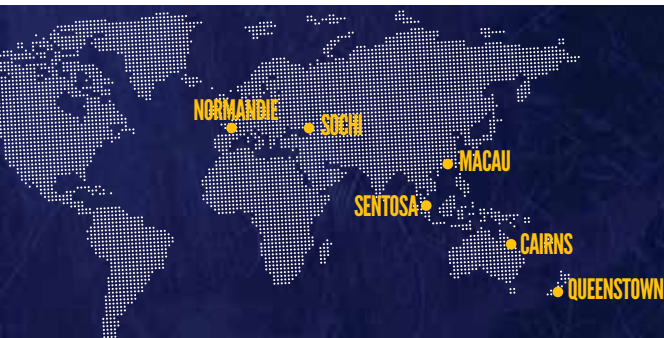 NORMANDIE
SOCHI
MACAU
SENTOSA
CAIRNS
QUEENSTOWN